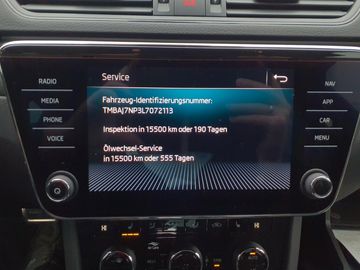 Service
RADIO
MEDIA
PHONE
VOICE
NAV
APP
CAR
MENU
Fahrzeug-Identifizierungsnummer:
TMBAJ7NP3L7072113
Inspektion in 15500 km oder 190 Tagen
Ölwechsel-Service
in 15500 km oder 555 Tagen